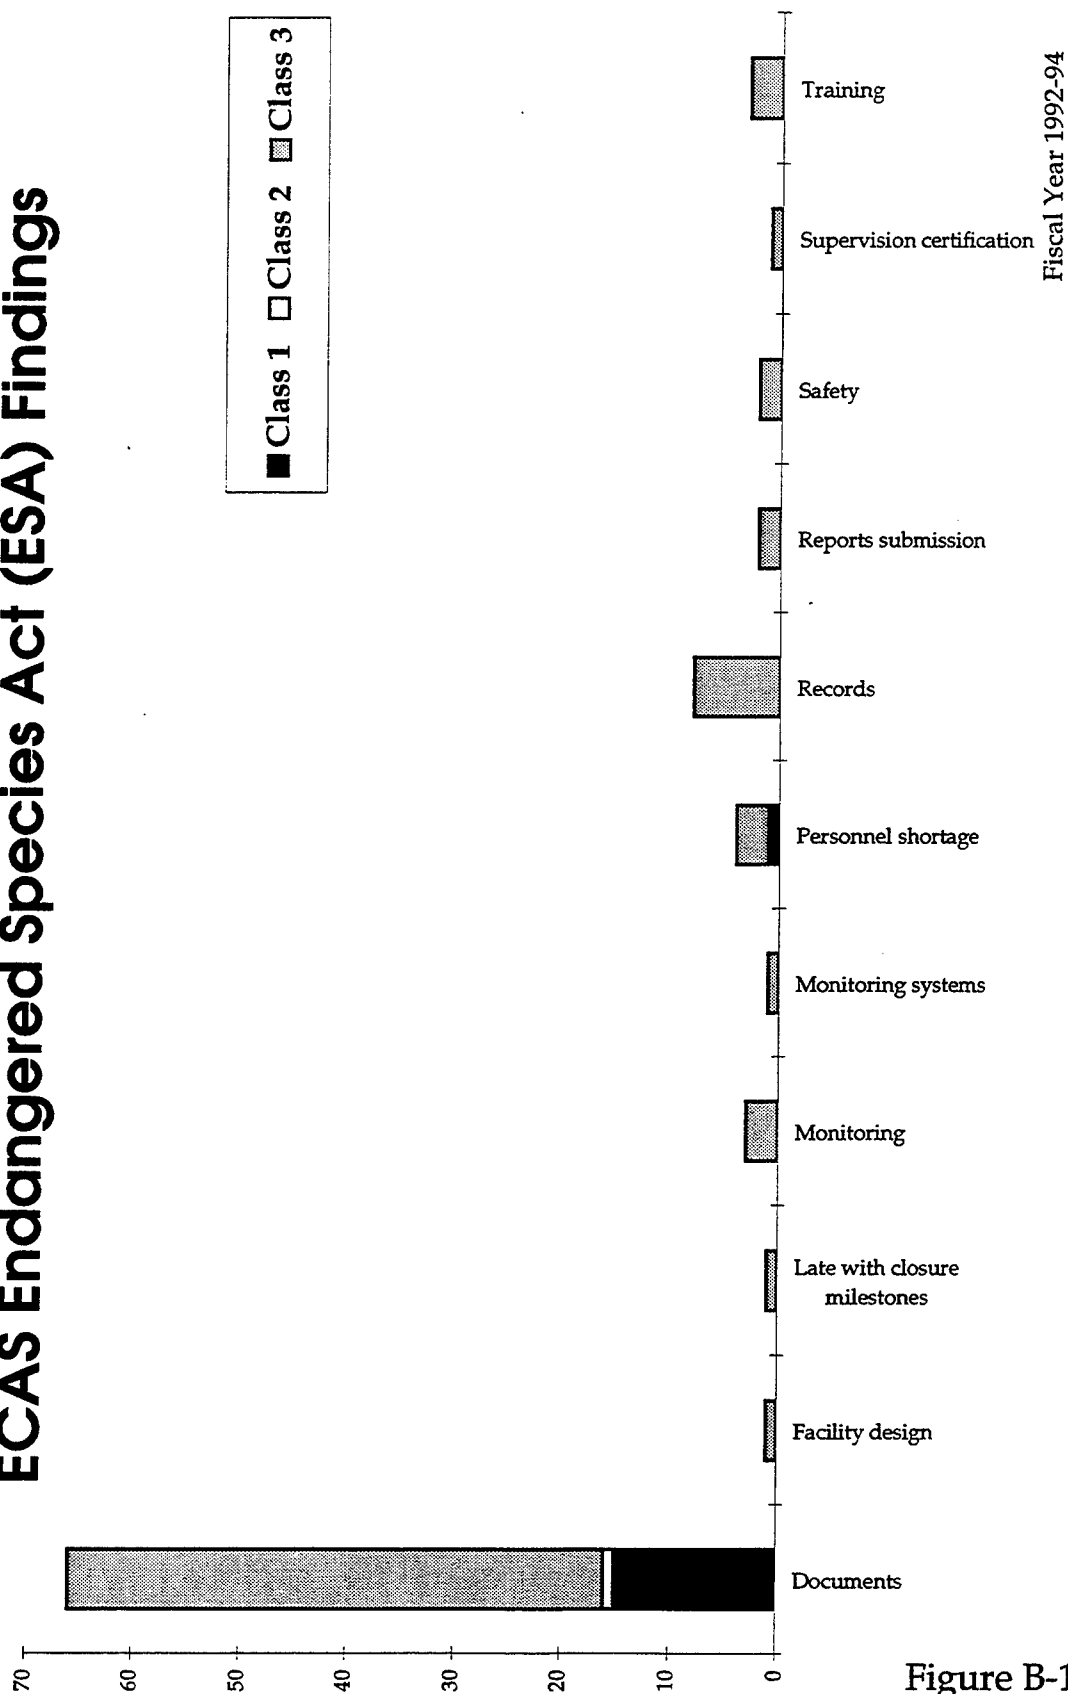 ECAS Endangered Species Act (ESA) Findings
Class 1 Class 2 Class 3
70
60
50
40
30
20
10
0
Documents
Facility design
Late with closure
milestones
Monitoring
Monitoring systems
Personnel shortage
Records
Reports submission
Safety
Supervision certification
Training
Fiscal Year 1992-94
Figure B-1